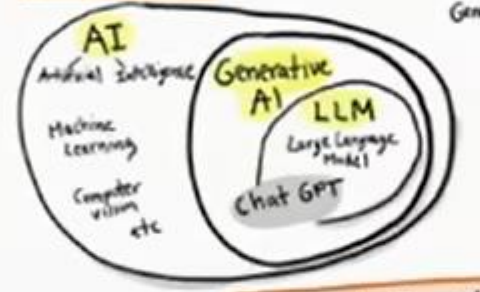 AI
Artificial Intelligence
Machine
Learning
Computer
vision
etc
Generative
AI
LLM
Large Language
Model
Chat GPT
Gen